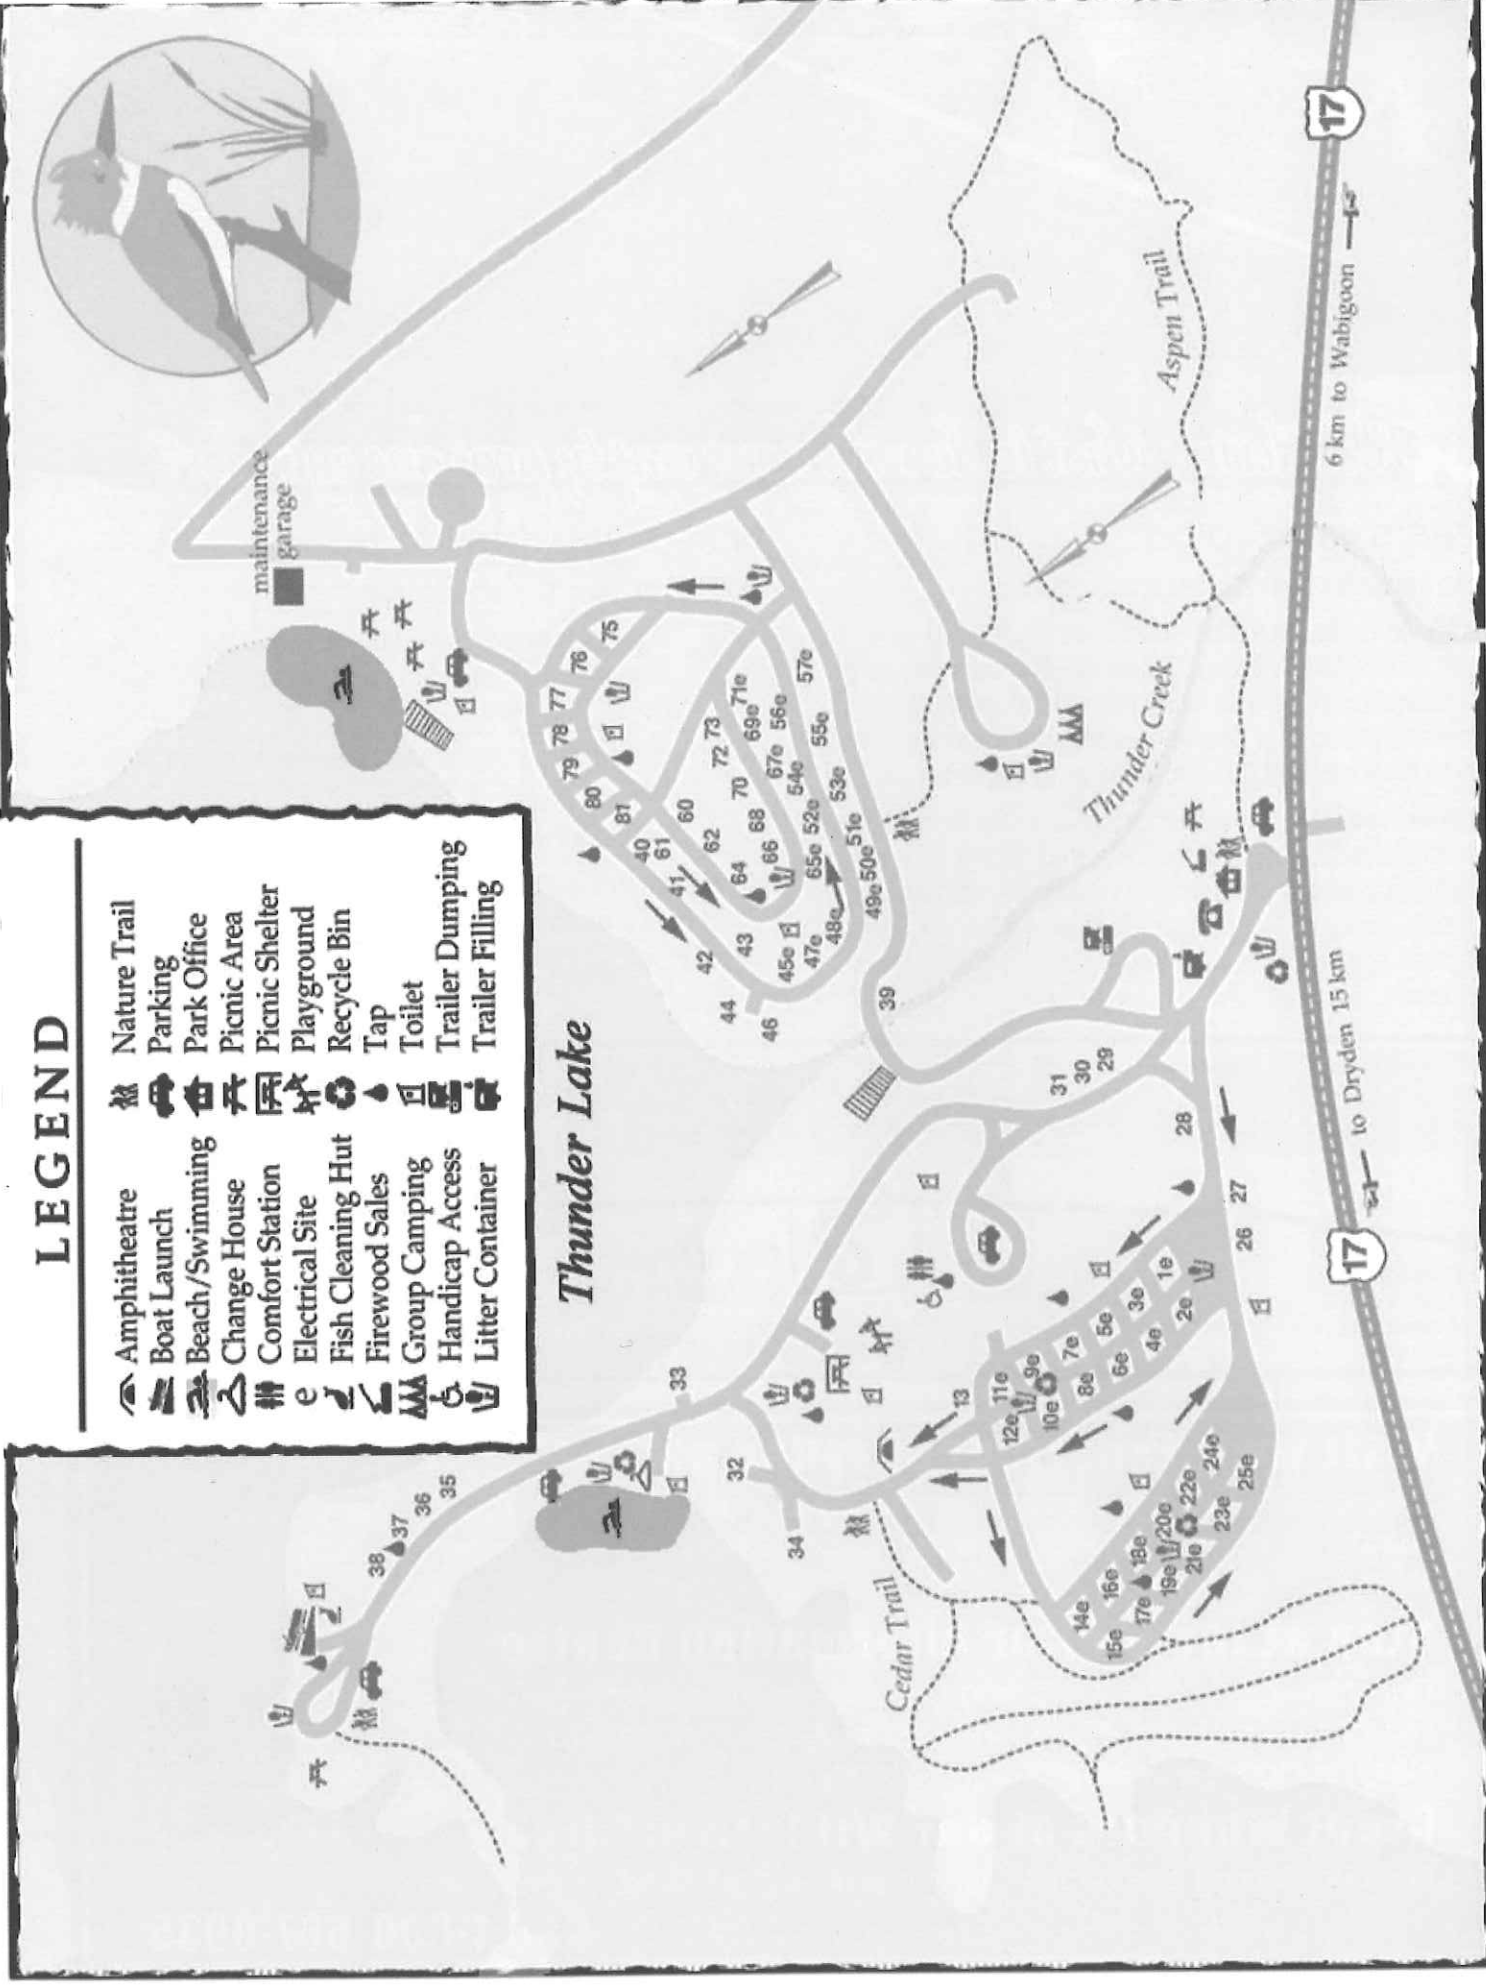 LEGEND
Amphitheatre
Boat Launch
Beach/Swimming
Change House
Comfort Station
e Electrical Site
Fish Cleaning Hut
Firewood Sales
Group Camping
Handicap Access
Litter Container
Nature Trail
Parking
Park Office
Picnic Area
Picnic Shelter
Playground
Recycle Bin
Tap
Toilet
Trailer Dumping
Trailer Filling
Thunder Lake
maintenance
garage
38
37
36
35
33
32
34
Cedar Trail
13
11e
12e
9e
10e
7e
8e
5e
6e
3e
4e
1e
2e
14e
15e
16e
17e
18e
19e
20e
21e
22e
23e
24e
25e
26
27
28
29
30
31
39
40
61
41
42
43
44
46
45e
47e
48e
49e
50e
51e
52e
53e
54e
55e
56e
57e
60
62
64
65e
66
67e
68
69e
70
71e
72
73
75
76
77
78
79
80
81
Thunder Creek
Aspen Trail
17
to Dryden 15 km
6 km to Wabigoon
17